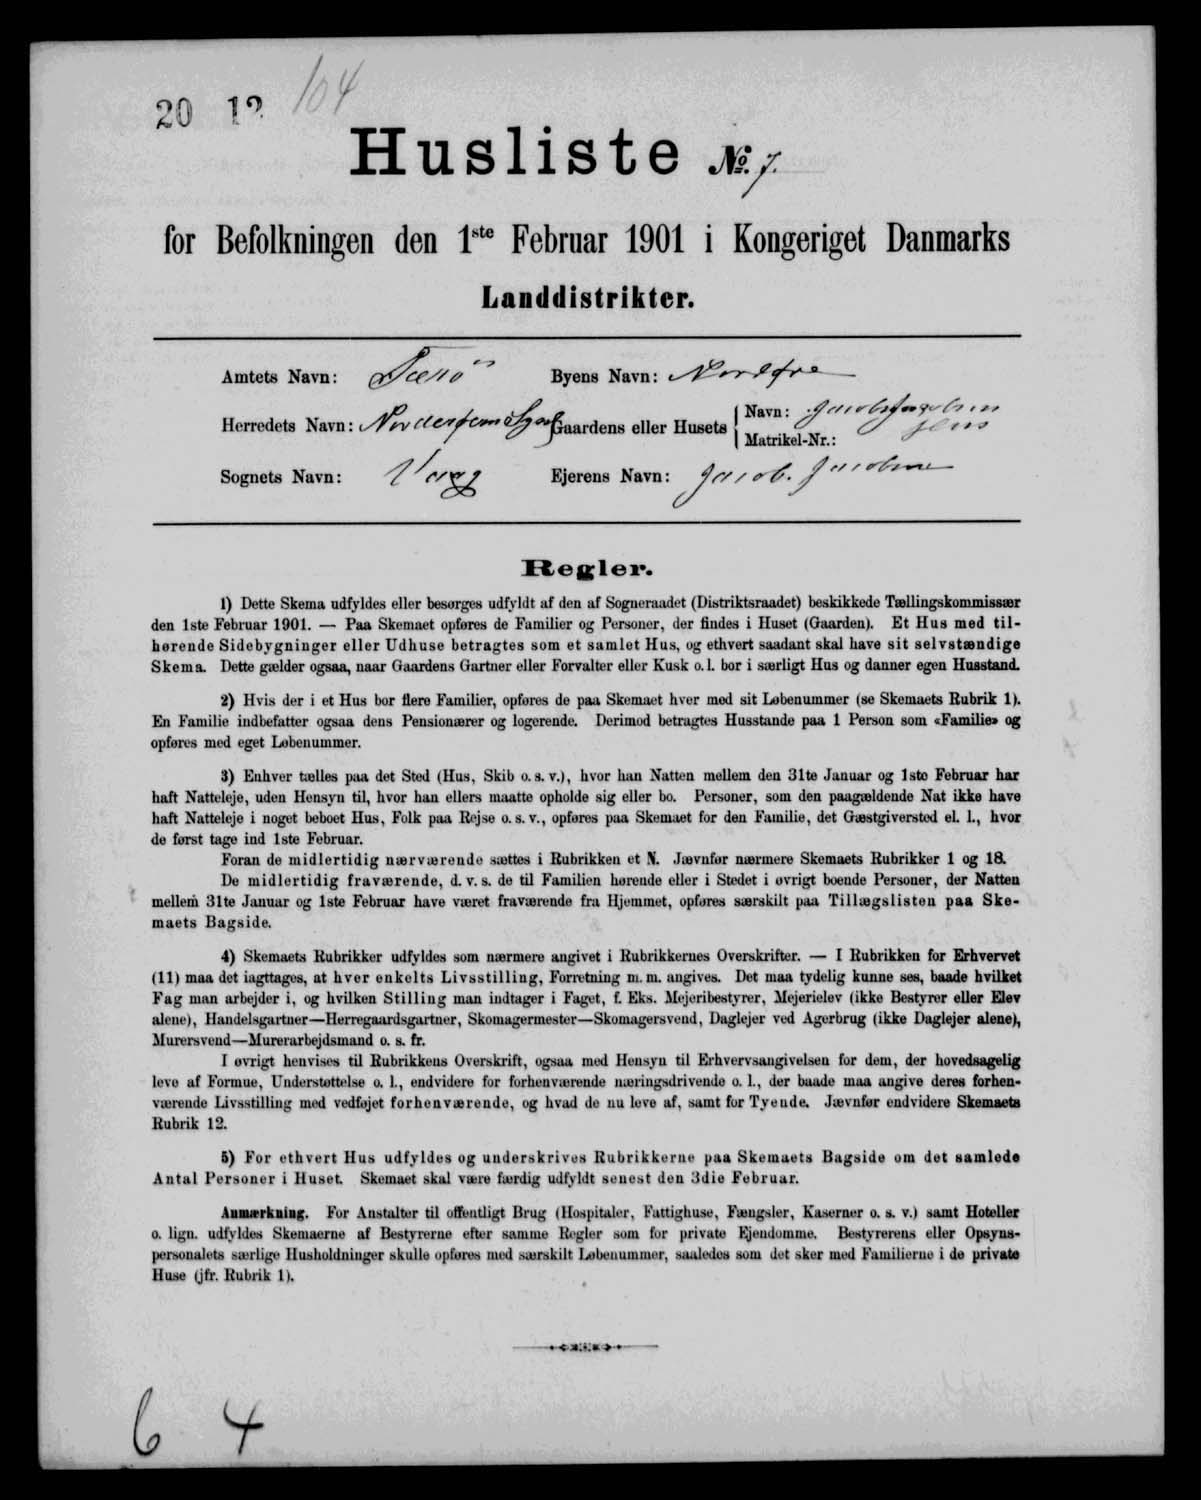 20 12 104
Husliste No. 7.
for Befolkningen den 1ste Februar 1901 i Kongeriget Danmarks
Landdistrikter.
Amtets Navn: Færö Byens Navn: Nordöre
Herredets Navn: Norderøerne Syssel Gaardens eller Husets Navn: Jacob Jacobsens
Matrikel-Nr.: Hus
Sognets Navn: Vaag Ejerens Navn: Jacob. Jacobsen
Regler.
1) Dette Skema udfyldes eller besørges udfyldt af den af Sogneraadet (Distriktsraadet) beskikkede Tællingskommissær
den 1ste Februar 1901. — Paa Skemaet opføres de Familier og Personer, der findes i Huset (Gaarden). Et Hus med til-
hørende Sidebygninger eller Udhuse betragtes som et samlet Hus, og ethvert saadant skal have sit selvstændige
Skema. Dette gælder ogsaa, naar Gaardens Gartner eller Forvalter eller Kusk o. l. bor i særligt Hus og danner egen Husstand.
2) Hvis der i et Hus bor flere Familier, opføres de paa Skemaet hver med sit Løbenummer (se Skemaets Rubrik 1).
En Familie indbefatter ogsaa dens Pensionærer og logerende. Derimod betragtes Husstande paa 1 Person som «Familie» og
opføres med eget Løbenummer.
3) Enhver tælles paa det Sted (Hus, Skib o. s. v.), hvor han Natten mellem den 31te Januar og 1ste Februar har
haft Natteleje, uden Hensyn til, hvor han ellers maatte opholde sig eller bo. Personer, som den paagældende Nat ikke have
haft Natteleje i noget beboet Hus, Folk paa Rejse o. s. v., opføres paa Skemaet for den Familie, det Gæstgiversted el. l., hvor
de først tage ind 1ste Februar.
Foran de midlertidig nærværende sættes i Rubrikken et N. Jævnfør nærmere Skemaets Rubrikker 1 og 18.
De midlertidig fraværende, d. v. s. de til Familien hørende eller i Stedet i øvrigt boende Personer, der Natten
mellem 31te Januar og 1ste Februar have været fraværende fra Hjemmet, opføres særskilt paa Tillægslisten paa Ske-
maets Bagside.
4) Skemaets Rubrikker udfyldes som nærmere angivet i Rubrikkernes Overskrifter. — I Rubrikken for Erhvervet
(11) maa det iagttages, at hver enkelts Livsstilling, Forretning m. m. angives. Det maa tydelig kunne ses, baade hvilket
Fag man arbejder i, og hvilken Stilling man indtager i Faget, f. Eks. Mejeribestyrer, Mejerielev (ikke Bestyrer eller Elev
alene), Handelsgartner—Herregaardsgartner, Skomagermester—Skomagersvend, Daglejer ved Agerbrug (ikke Daglejer alene),
Murersvend—Murerarbejdsmand o. s. fr.
I øvrigt henvises til Rubrikkens Overskrift, ogsaa med Hensyn til Erhvervsangivelsen for dem, der hovedsagelig
leve af Formue, Understøttelse o. l., endvidere for forhenværende næringsdrivende o. l., der baade maa angive deres forhen-
værende Livsstilling med vedføjet forhenværende, og hvad de nu leve af, samt for Tyende. Jævnfør endvidere Skemaets
Rubrik 12.
5) For ethvert Hus udfyldes og underskrives Rubrikkerne paa Skemaets Bagside om det samlede
Antal Personer i Huset. Skemaet skal være færdig udfyldt senest den 3die Februar.
Anmærkning. For Anstalter til offentligt Brug (Hospitaler, Fattighuse, Fængsler, Kaserner o. s. v.) samt Hoteller
o. lign. udfyldes Skemaerne af Bestyrerne efter samme Regler som for private Ejendomme. Bestyrerens eller Opsyns-
personalets særlige Husholdninger skulle opføres med særskilt Løbenummer, saaledes som det sker med Familierne i de private
Huse (jfr. Rubrik 1).
6 4